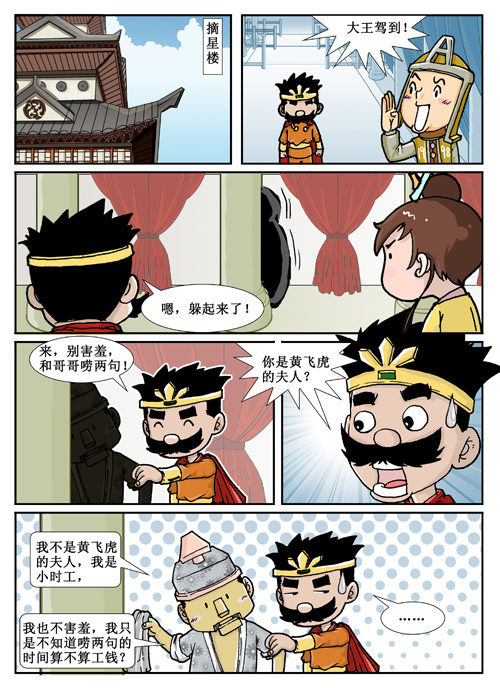 摘星楼
大王驾到！
嗯，躲起来了！
来，别害羞，
和哥哥唠两句！
你是黄飞虎
的夫人？
我不是黄飞虎
的夫人，我是
小时工，
我也不害羞，我只
是不知道唠两句的
时间算不算工钱？
……